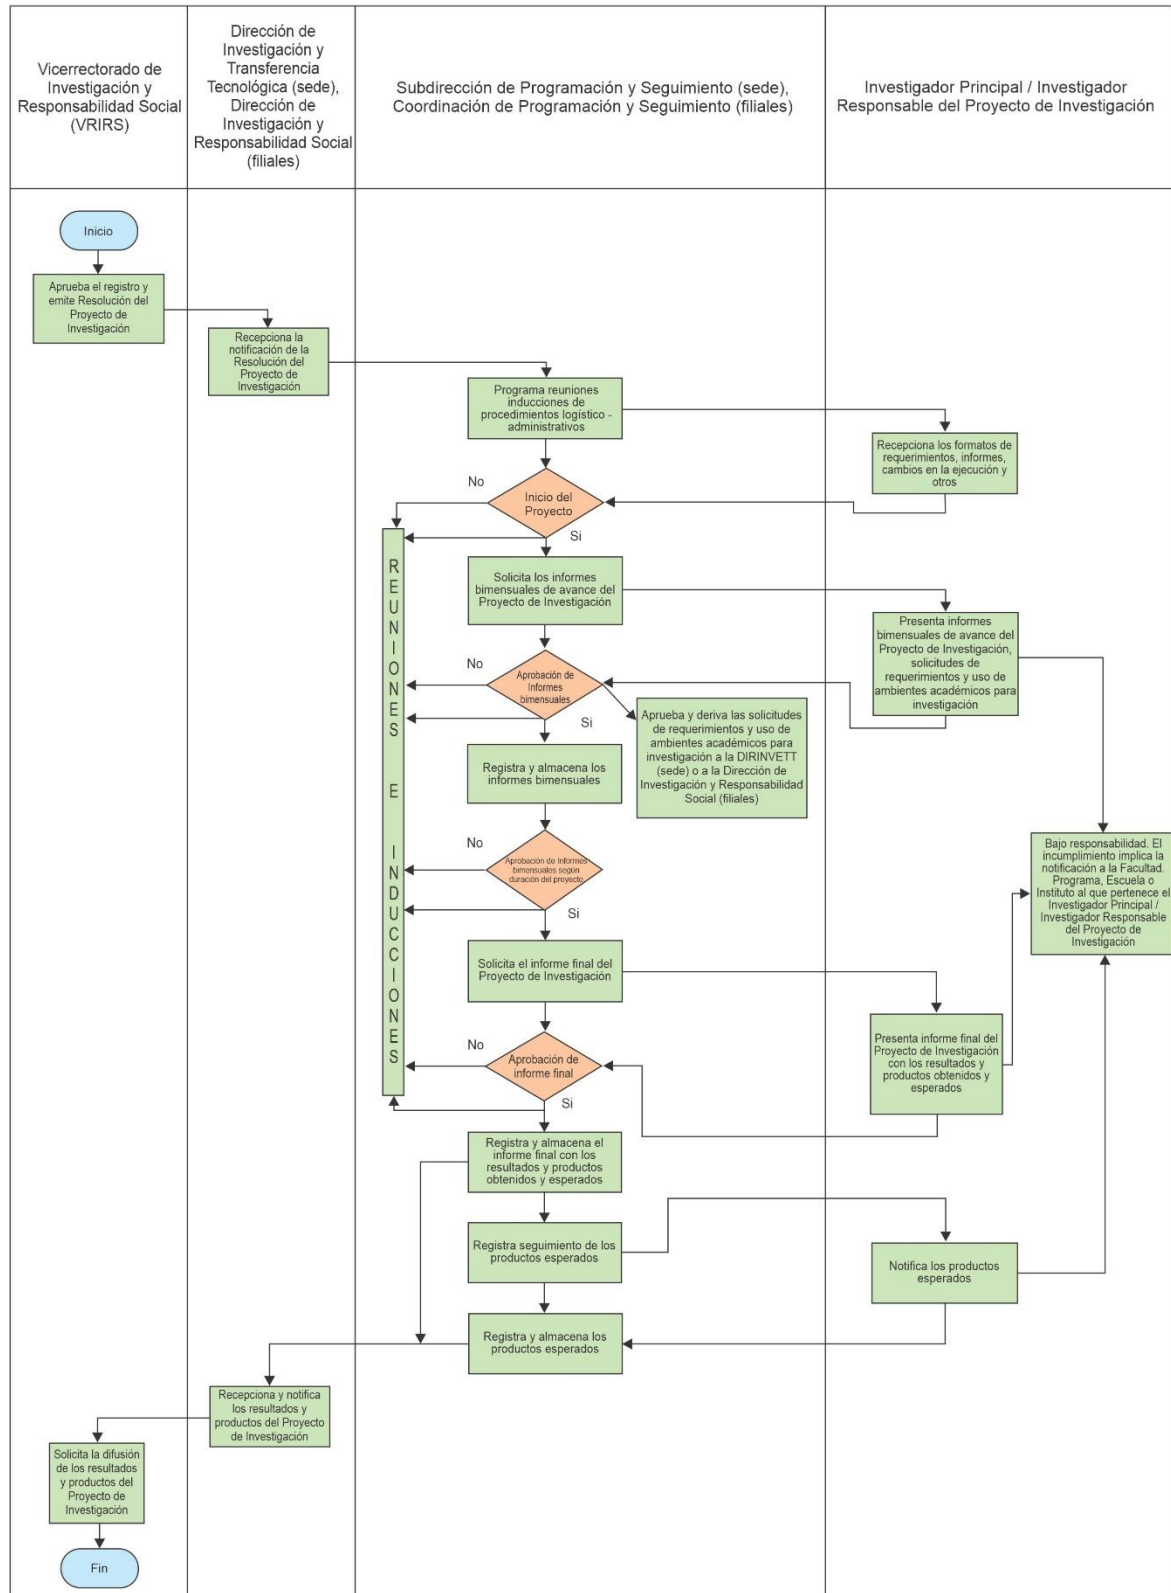 Vicerrectorado de
Investigación y
Responsabilidad Social
(VRIRS)
Dirección de
Investigación y
Transferencia
Tecnológica (sede),
Dirección de
Investigación y
Responsabilidad Social
(filiales)
Subdirección de Programación y Seguimiento (sede),
Coordinación de Programación y Seguimiento (filiales)
Investigador Principal / Investigador
Responsable del Proyecto de Investigación
Inicio
Aprueba el registro y
emite Resolución del
Proyecto de
Investigación
Recepciona la
notificación de la
Resolución del
Proyecto de
Investigación
Programa reuniones
inducciones de
procedimientos logístico -
administrativos
Recepciona los formatos de
requerimientos, informes,
cambios en la ejecución y
otros
No
Inicio del
Proyecto
Si
REUNIONES E INDUCCIONES
Solicita los informes
bimensuales de avance del
Proyecto de Investigación
Presenta informes
bimensuales de avance del
Proyecto de Investigación,
solicitudes de
requerimientos y uso de
ambientes académicos para
investigación
No
Aprobación de
Informes
bimensuales
Si
Aprueba y deriva las solicitudes
de requerimientos y uso de
ambientes académicos para
investigación a la DIRINVETT
(sede) o a la Dirección de
Investigación y Responsabilidad
Social (filiales)
Registra y almacena los
informes bimensuales
No
Aprobación de Informes
bimensuales según
duración del proyecto
Si
Bajo responsabilidad. El
incumplimiento implica la
notificación a la Facultad.
Programa, Escuela o
Instituto al que pertenece el
Investigador Principal /
Investigador Responsable
del Proyecto de
Investigación
Solicita el informe final del
Proyecto de Investigación
Presenta informe final del
Proyecto de Investigación
con los resultados y
productos obtenidos y
esperados
No
Aprobación de
informe final
Si
Registra y almacena el
informe final con los
resultados y productos
obtenidos y esperados
Registra seguimiento de los
productos esperados
Notifica los productos
esperados
Registra y almacena los
productos esperados
Recepciona y notifica
los resultados y
productos del Proyecto
de Investigación
Solicita la difusión
de los resultados
y productos del
Proyecto de
Investigación
Fin